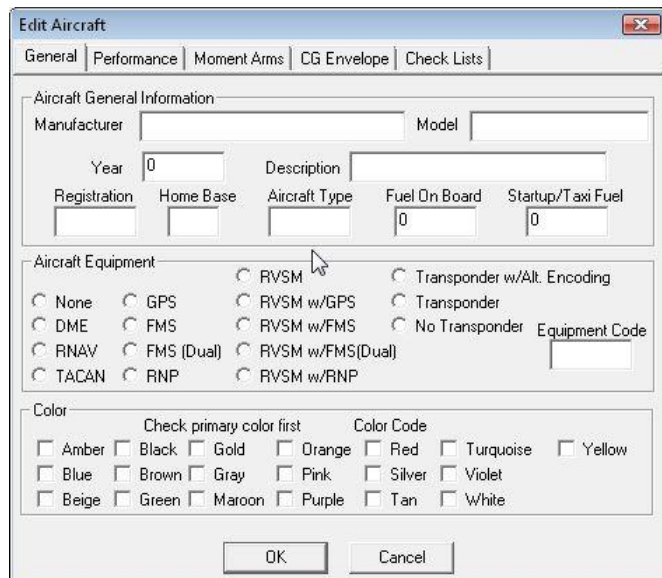 Edit Aircraft
General Performance Moment Arms CG Envelope Check Lists
Aircraft General Information
Manufacturer Model
Year 0 Description
Registration Home Base Aircraft Type Fuel On Board Startup/Taxi Fuel
0 0
Aircraft Equipment
RVSM Transponder w/Alt. Encoding
None GPS RVSM w/GPS Transponder
DME FMS RVSM w/FMS No Transponder Equipment Code
RNAV FMS (Dual) RVSM w/FMS(Dual)
TACAN RNP RVSM w/RNP
Color
Check primary color first Color Code
Amber Black Gold Orange Red Turquoise Yellow
Blue Brown Gray Pink Silver Violet
Beige Green Maroon Purple Tan White
OK Cancel